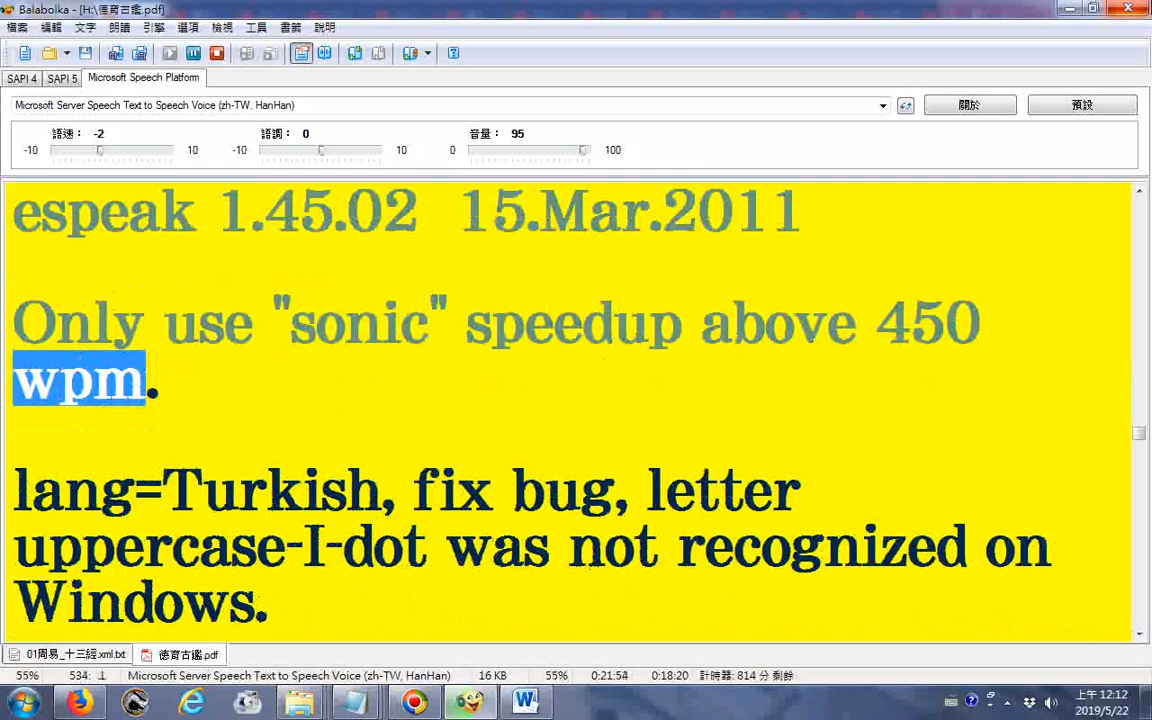 Balabolka - [H:\德育古鑑.pdf]
檔案 編輯 文字 朗讀 引擎 選項 檢視 工具 書籤 說明
SAPI 4 SAPI 5 Microsoft Speech Platform
Microsoft Server Speech Text to Speech Voice (zh-TW, HanHan) 關於 預設
語速： -2 語調： 0 音量： 95
-10 10 -10 10 0 100
espeak 1.45.02 15.Mar.2011
Only use "sonic" speedup above 450
wpm.
lang=Turkish, fix bug, letter
uppercase-I-dot was not recognized on
Windows.
01周易_十三經.xml.txt 德育古鑑.pdf
55% 534: 1 Microsoft Server Speech Text to Speech Voice (zh-TW, HanHan) 16 KB 55% 0:21:54 0:18:20 計時器: 814 分 剩餘
上午 12:12
2019/5/22